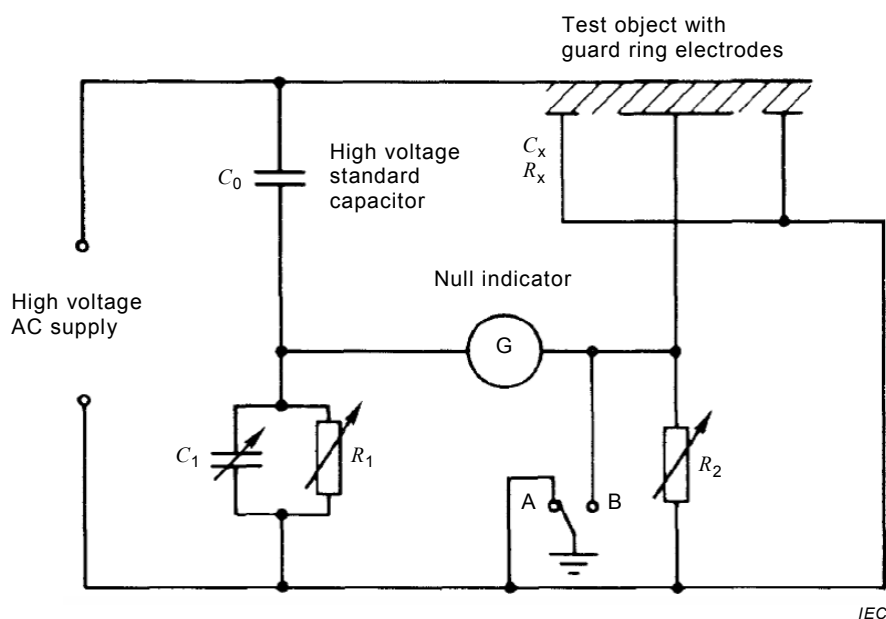 Test object with
guard ring electrodes
C0
High voltage
standard
capacitor
Cx
Rx
High voltage
AC supply
Null indicator
G
C1
R1
A
B
R2
IEC